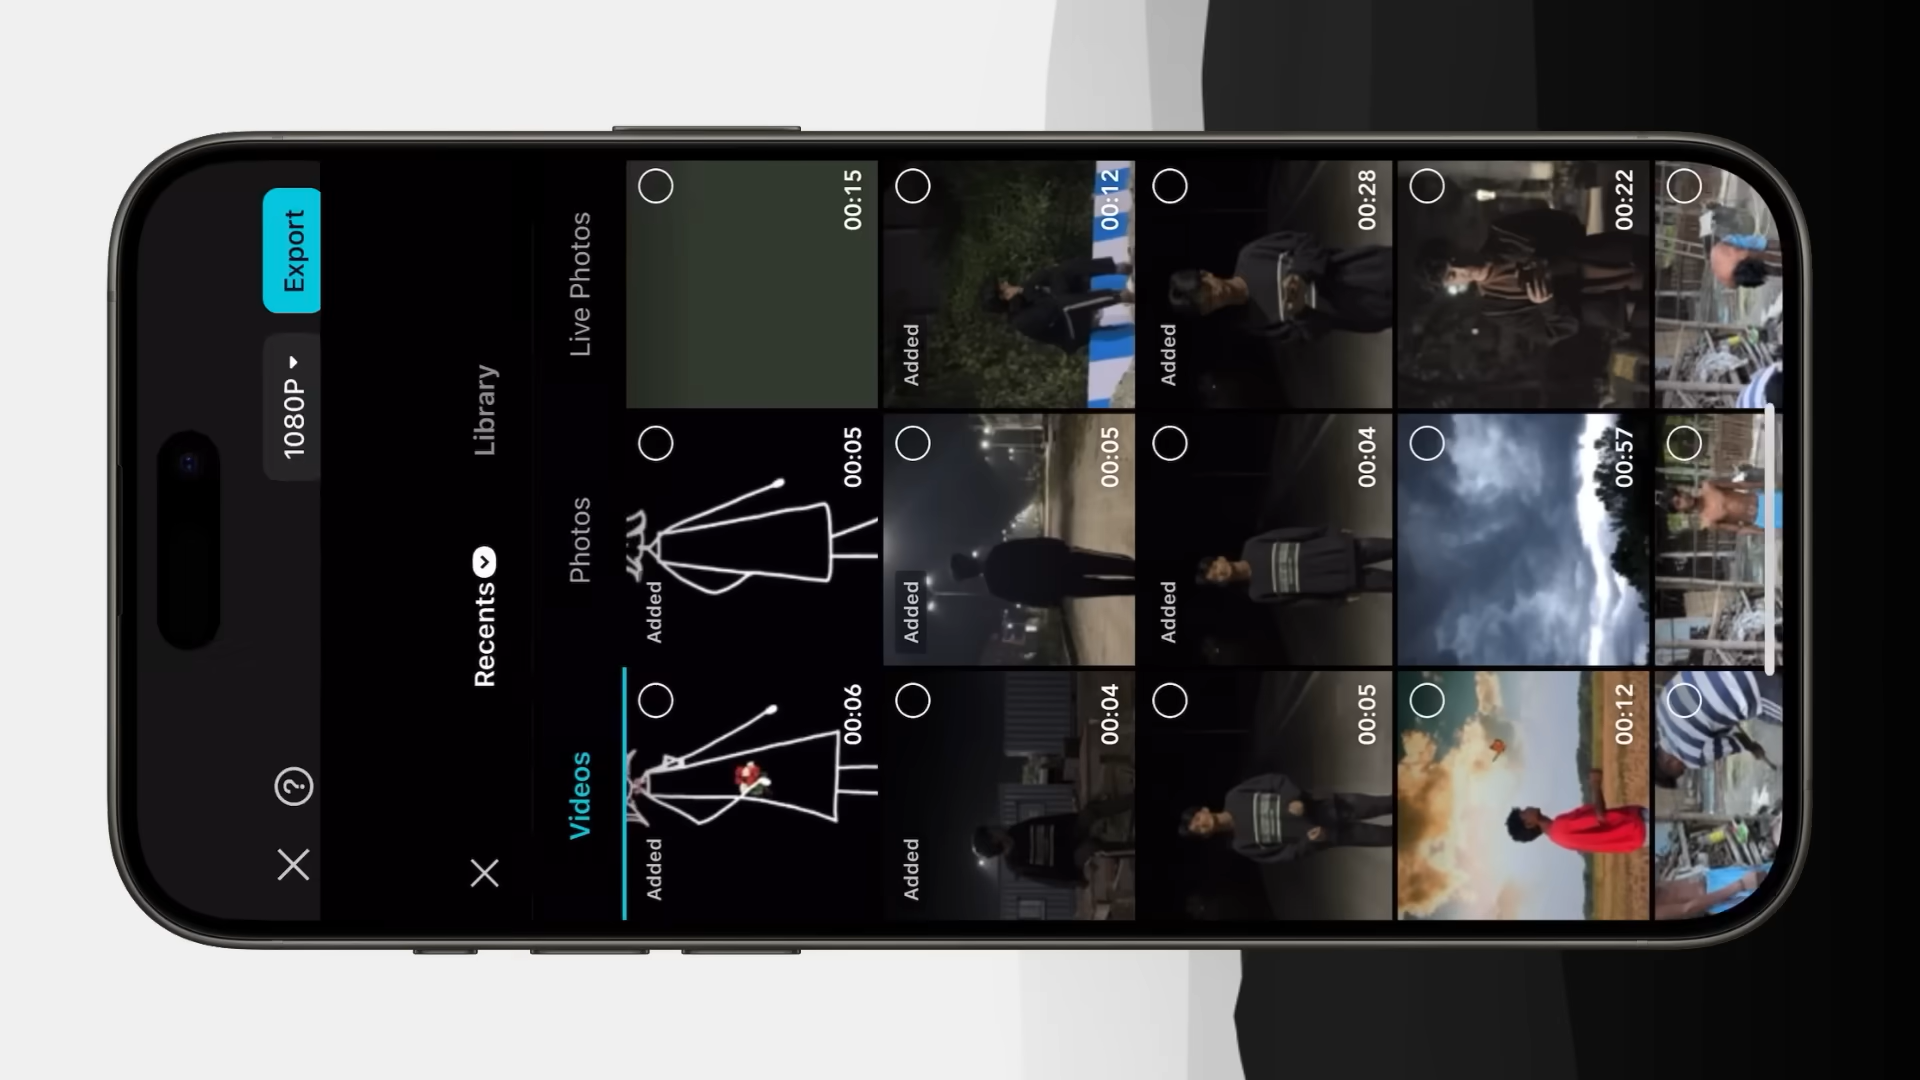 ? 1080P Export
Recents Library
Videos Photos Live Photos
Added Added
00:06 00:05 00:15
Added Added Added
00:04 00:05 00:12
Added Added
00:05 00:04 00:28
00:12 00:57 00:22